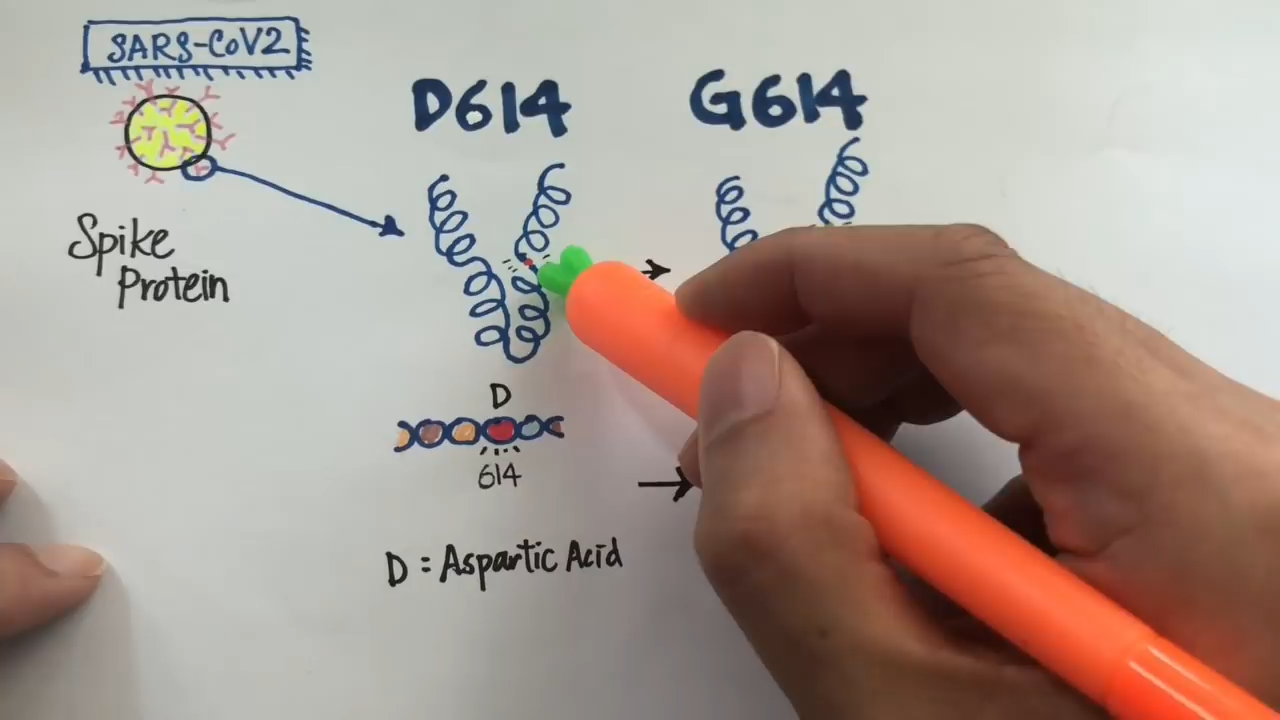 SARS-CoV2
D614
G614
Spike
Protein
D
614
D = Aspartic Acid